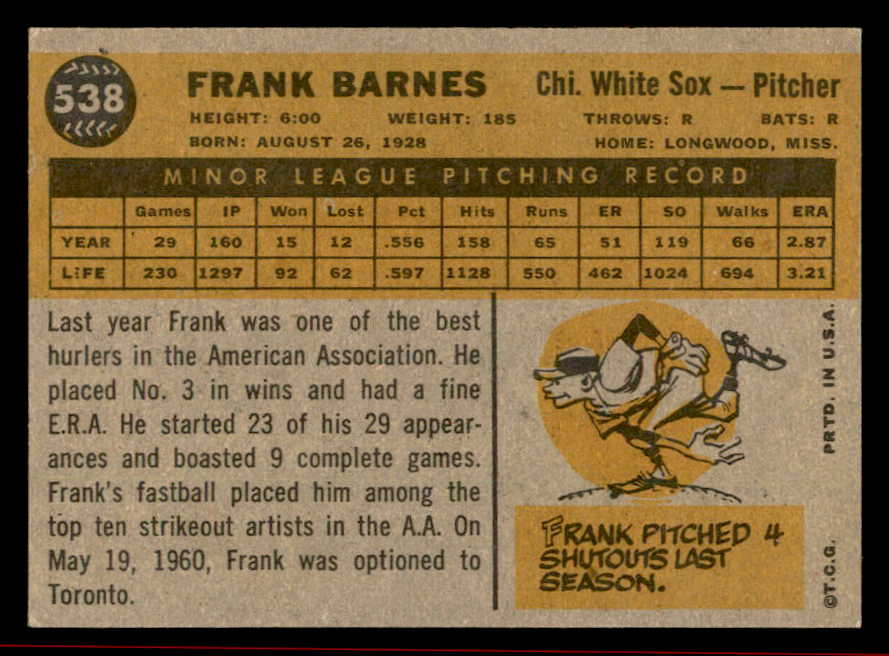 538
FRANK BARNES Chi. White Sox — Pitcher
HEIGHT: 6:00 WEIGHT: 185 THROWS: R BATS: R
BORN: AUGUST 26, 1928 HOME: LONGWOOD, MISS.
MINOR LEAGUE PITCHING RECORD
Games IP Won Lost Pct Hits Runs ER SO Walks ERA
YEAR 29 160 15 12 .556 158 65 51 119 66 2.87
LIFE 230 1297 92 62 .597 1128 550 462 1024 694 3.21
Last year Frank was one of the best
hurlers in the American Association. He
placed No. 3 in wins and had a fine
E.R.A. He started 23 of his 29 appear-
ances and boasted 9 complete games.
Frank's fastball placed him among the
top ten strikeout artists in the A.A. On
May 19, 1960, Frank was optioned to
Toronto.
FRANK PITCHED 4
SHUTOUTS LAST
SEASON.
©T.C.G. PRTD. IN U.S.A.